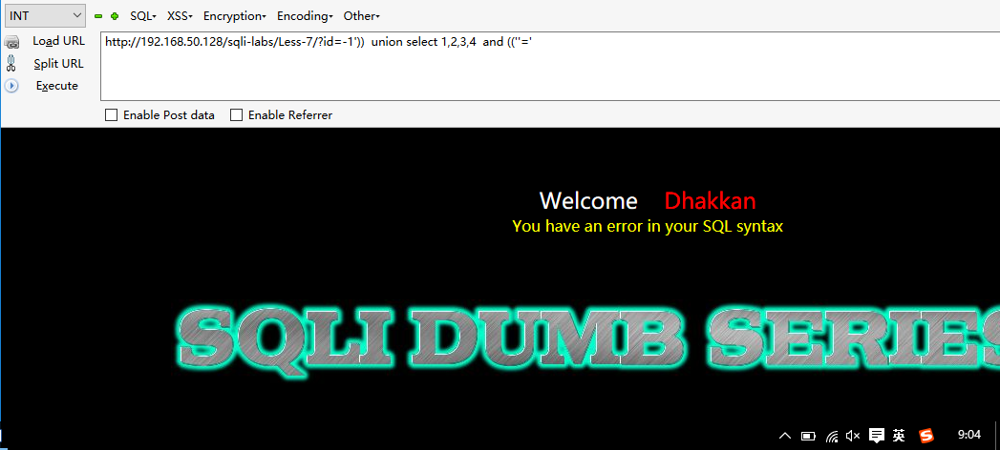 INT SQL▾ XSS▾ Encryption▾ Encoding▾ Other▾
Load URL
http://192.168.50.128/sqli-labs/Less-7/?id=-1'))  union select 1,2,3,4  and ((''='
Split URL
Execute
Enable Post data Enable Referrer
Welcome Dhakkan
You have an error in your SQL syntax
SQLI DUMB SERIES
英 S 9:04